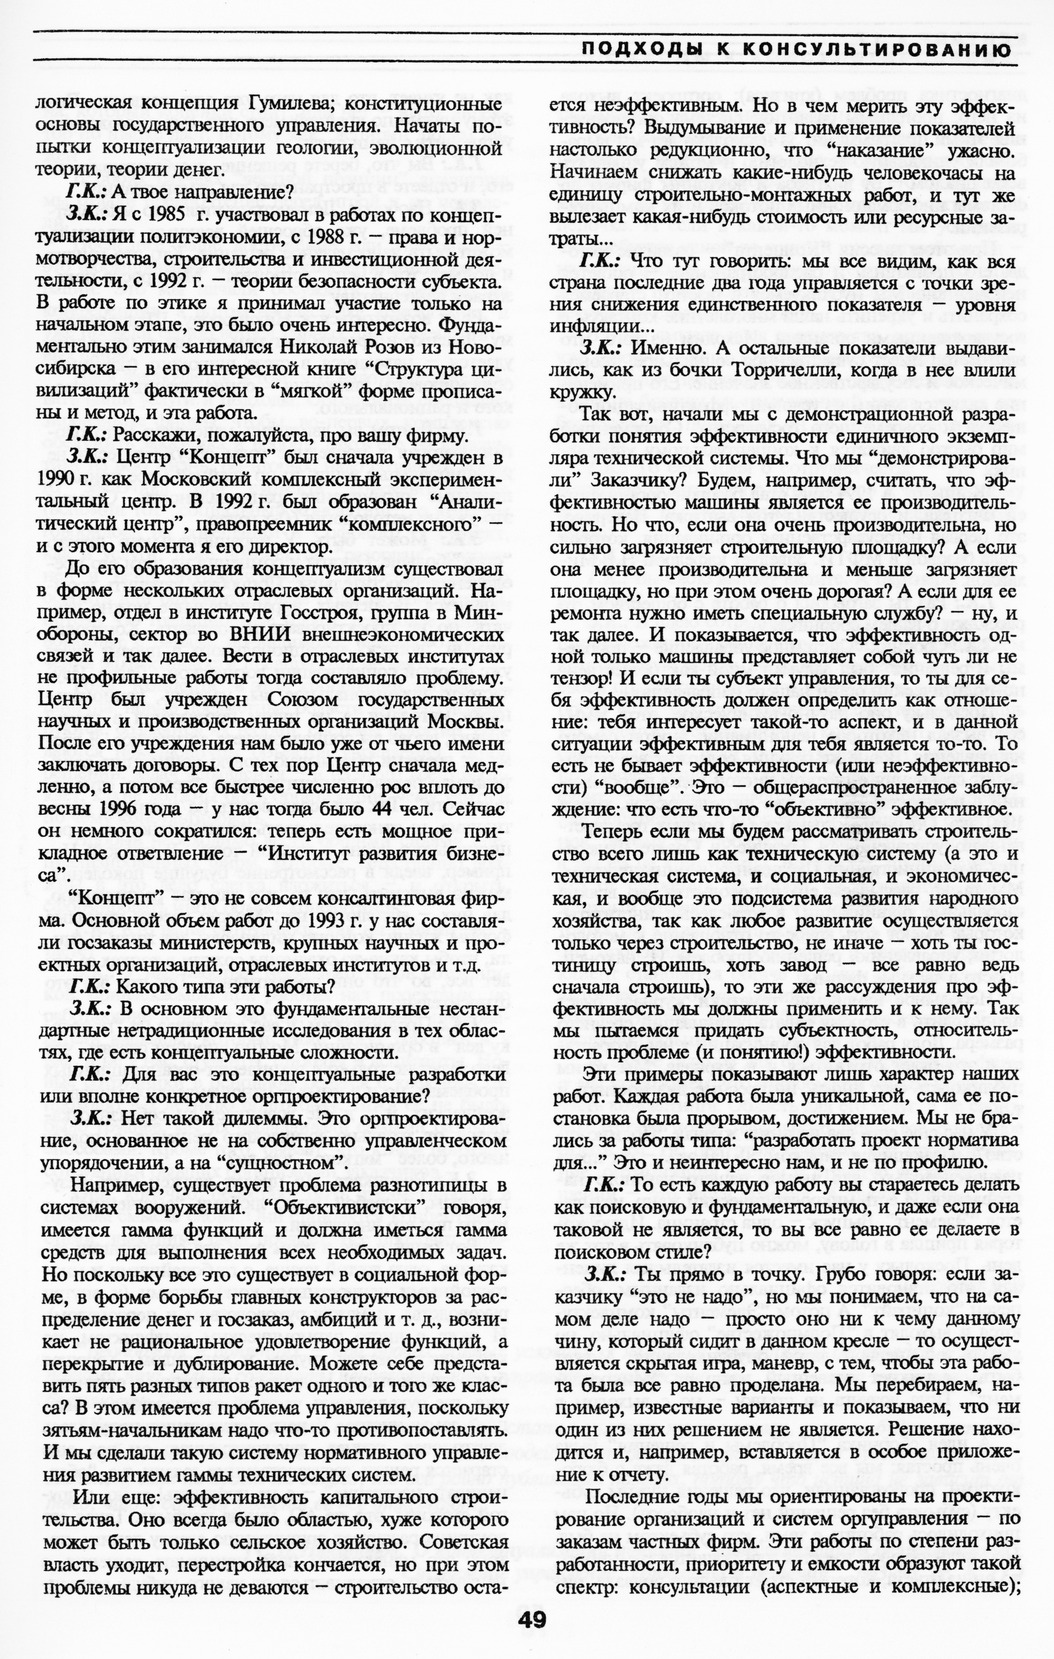 ПОДХОДЫ К КОНСУЛЬТИРОВАНИЮ
логическая концепция Гумилева; конституционные
основы государственного управления. Начаты по-
пытки концептуализации геологии, эволюционной
теории, теории денег.
Г.К.: А твое направление?
З.К.: Я с 1985 г. участвовал в работах по концеп-
туализации политэкономии, с 1988 г. — права и нор-
мотворчества, строительства и инвестиционной дея-
тельности, с 1992 г. — теории безопасности субъекта.
В работе по этике я принимал участие только на
начальном этапе, это было очень интересно. Фунда-
ментально этим занимался Николай Розов из Ново-
сибирска — в его интересной книге “Структура ци-
вилизаций” фактически в “мягкой” форме прописа-
ны и метод, и эта работа.
Г.К.: Расскажи, пожалуйста, про вашу фирму.
З.К.: Центр “Концепт” был сначала учрежден в
1990 г. как Московский комплексный эксперимен-
тальный центр. В 1992 г. был образован “Анали-
тический центр”, правопреемник “комплексного” —
и с этого момента я его директор.
До его образования концептуализм существовал
в форме нескольких отраслевых организаций. На-
пример, отдел в институте Госстроя, группа в Мин-
обороны, сектор во ВНИИ внешнеэкономических
связей и так далее. Вести в отраслевых институтах
не профильные работы тогда составляло проблему.
Центр был учрежден Союзом государственных
научных и производственных организаций Москвы.
После его учреждения нам было уже от чьего имени
заключать договоры. С тех пор Центр сначала мед-
ленно, а потом все быстрее численно рос вплоть до
весны 1996 года — у нас тогда было 44 чел. Сейчас
он немного сократился: теперь есть мощное при-
кладное ответвление — “Институт развития бизне-
са”.
“Концепт” — это не совсем консалтинговая фир-
ма. Основной объем работ до 1993 г. у нас составля-
ли госзаказы министерств, крупных научных и про-
ектных организаций, отраслевых институтов и т.д.
Г.К.: Какого типа эти работы?
З.К.: В основном это фундаментальные нестан-
дартные нетрадиционные исследования в тех облас-
тях, где есть концептуальные сложности.
Г.К.: Для вас это концептуальные разработки
или вполне конкретное оргпроектирование?
З.К.: Нет такой дилеммы. Это оргпроектирова-
ние, основанное не на собственно управленческом
упорядочении, а на “сущностном”.
Например, существует проблема разнотипицы в
системах вооружений. “Объективистски” говоря,
имеется гамма функций и должна иметься гамма
средств для выполнения всех необходимых задач.
Но поскольку все это существует в социальной фор-
ме, в форме борьбы главных конструкторов за рас-
пределение денег и госзаказ, амбиций и т. д., возни-
кает не рациональное удовлетворение функций, а
перекрытие и дублирование. Можете себе предста-
вить пять разных типов ракет одного и того же клас-
са? В этом имеется проблема управления, поскольку
зятьям-начальникам надо что-то противопоставлять.
И мы сделали такую систему нормативного управле-
ния развитием гаммы технических систем.
Или еще: эффективность капитального строи-
тельства. Оно всегда было областью, хуже которого
может быть только сельское хозяйство. Советская
власть уходит, перестройка кончается, но при этом
проблемы никуда не деваются — строительство оста-
ется неэффективным. Но в чем мерить эту эффек-
тивность? Выдумывание и применение показателей
настолько редукционно, что “наказание” ужасно.
Начинаем снижать какие-нибудь человекочасы на
единицу строительно-монтажных работ, и тут же
вылезает какая-нибудь стоимость или ресурсные за-
траты...
Г.К.: Что тут говорить: мы все видим, как вся
страна последние два года управляется с точки зре-
ния снижения единственного показателя — уровня
инфляции...
З.К.: Именно. А остальные показатели выдави-
лись, как из бочки Торричелли, когда в нее влили
кружку.
Так вот, начали мы с демонстрационной разра-
ботки понятия эффективности единичного экземп-
ляра технической системы. Что мы “демонстрирова-
ли” Заказчику? Будем, например, считать, что эф-
фективностью машины является ее производитель-
ность. Но что, если она очень производительна, но
сильно загрязняет строительную площадку? А если
она менее производительна и меньше загрязняет
площадку, но при этом очень дорогая? А если для ее
ремонта нужно иметь специальную службу? — ну, и
так далее. И показывается, что эффективность од-
ной только машины представляет собой чуть ли не
тензор! И если ты субъект управления, то ты для се-
бя эффективность должен определить как отноше-
ние: тебя интересует такой-то аспект, и в данной
ситуации эффективным для тебя является то-то. То
есть не бывает эффективности (или неэффективно-
сти) “вообще”. Это — общераспространенное заблу-
ждение: что есть что-то “объективно” эффективное.
Теперь если мы будем рассматривать строитель-
ство всего лишь как техническую систему (а это и
техническая система, и социальная, и экономичес-
кая, и вообще это подсистема развития народного
хозяйства, так как любое развитие осуществляется
только через строительство, не иначе — хоть ты гос-
тиницу строишь, хоть завод — все равно ведь
сначала строишь), то эти же рассуждения про эф-
фективность мы должны применить и к нему. Так
мы пытаемся придать субъектность, относитель-
ность проблеме (и понятию!) эффективности.
Эти примеры показывают лишь характер наших
работ. Каждая работа была уникальной, сама ее по-
становка была прорывом, достижением. Мы не бра-
лись за работы типа: “разработать проект норматива
для...” Это и неинтересно нам, и не по профилю.
Г.К.: То есть каждую работу вы стараетесь делать
как поисковую и фундаментальную, и даже если она
таковой не является, то вы все равно ее делаете в
поисковом стиле?
З.К.: Ты прямо в точку. Грубо говоря: если за-
казчику “это не надо”, но мы понимаем, что на са-
мом деле надо — просто оно ни к чему данному
чину, который сидит в данном кресле — то осущест-
вляется скрытая игра, маневр, с тем, чтобы эта рабо-
та была все равно проделана. Мы перебираем, на-
пример, известные варианты и показываем, что ни
один из них решением не является. Решение нахо-
дится и, например, вставляется в особое приложе-
ние к отчету.
Последние годы мы ориентированы на проекти-
рование организаций и систем оргуправления — по
заказам частных фирм. Эти работы по степени раз-
работанности, приоритету и емкости образуют такой
спектр: консультации (аспектные и комплексные);
49